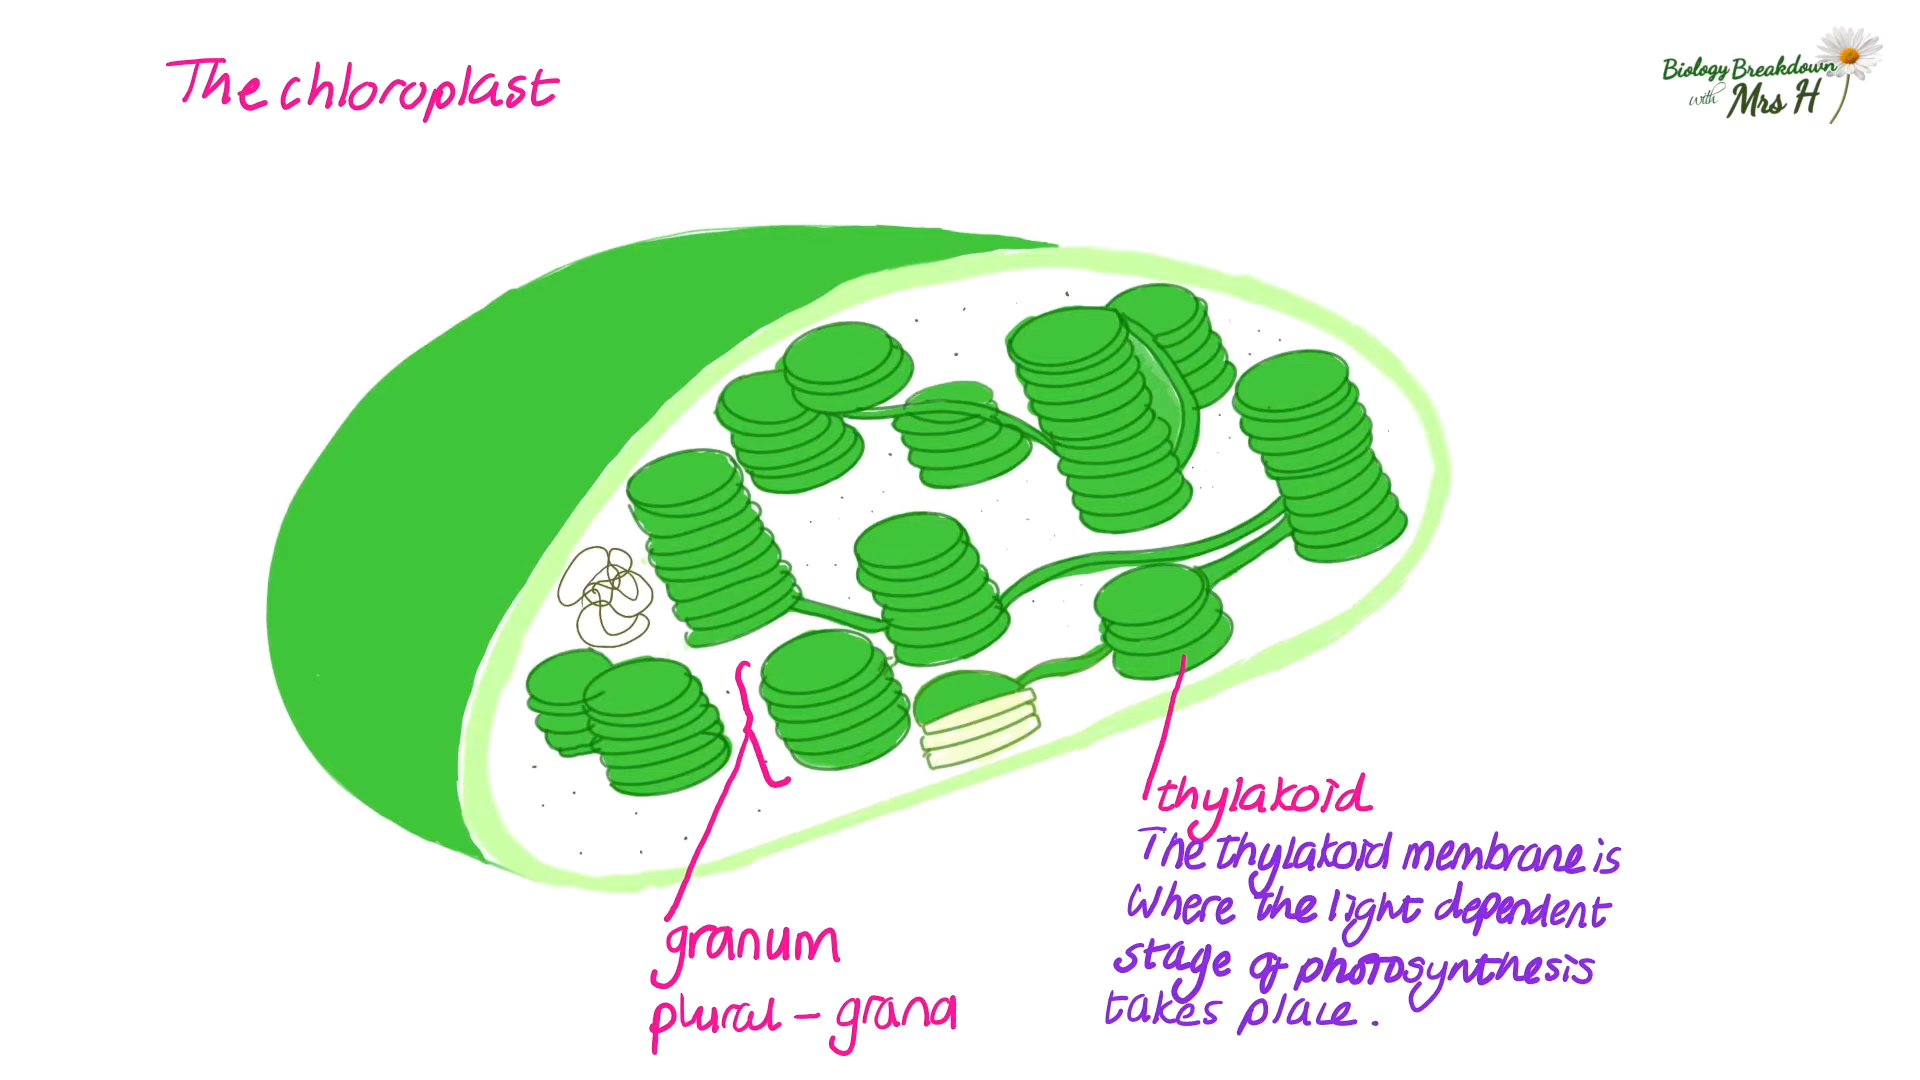 The chloroplast
Biology Breakdown
with Mrs H
thylakoid
The thylakoid membrane is
where the light dependent
stage of photosynthesis
takes place.
granum
plural - grana